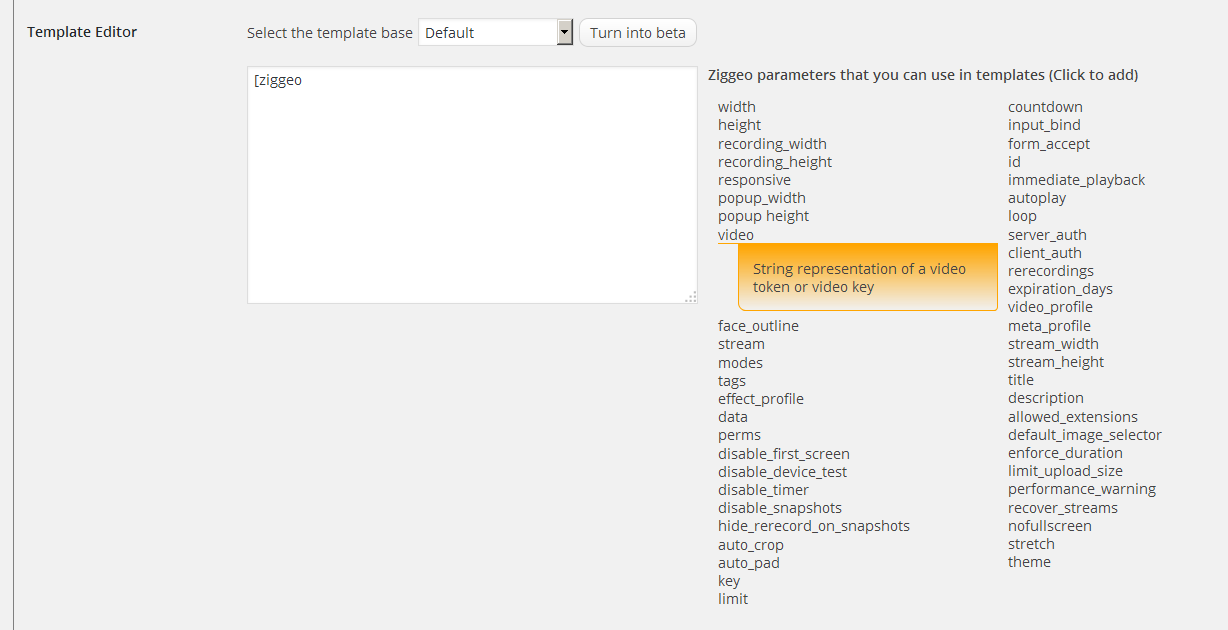 Template Editor
Select the template base Default Turn into beta
[ziggeo
Ziggeo parameters that you can use in templates (Click to add)
width
height
recording_width
recording_height
responsive
popup_width
popup height
video
String representation of a video
token or video key
face_outline
stream
modes
tags
effect_profile
data
perms
disable_first_screen
disable_device_test
disable_timer
disable_snapshots
hide_rerecord_on_snapshots
auto_crop
auto_pad
key
limit
countdown
input_bind
form_accept
id
immediate_playback
autoplay
loop
server_auth
client_auth
rerecordings
expiration_days
video_profile
meta_profile
stream_width
stream_height
title
description
allowed_extensions
default_image_selector
enforce_duration
limit_upload_size
performance_warning
recover_streams
nofullscreen
stretch
theme